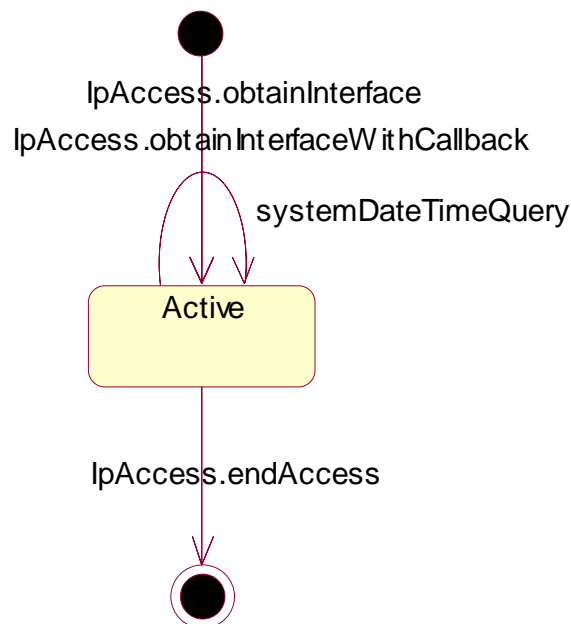 IpAccess.obtainInterface
IpAccess.obtainInterfaceWithCallback
systemDateTimeQuery
Active
IpAccess.endAccess